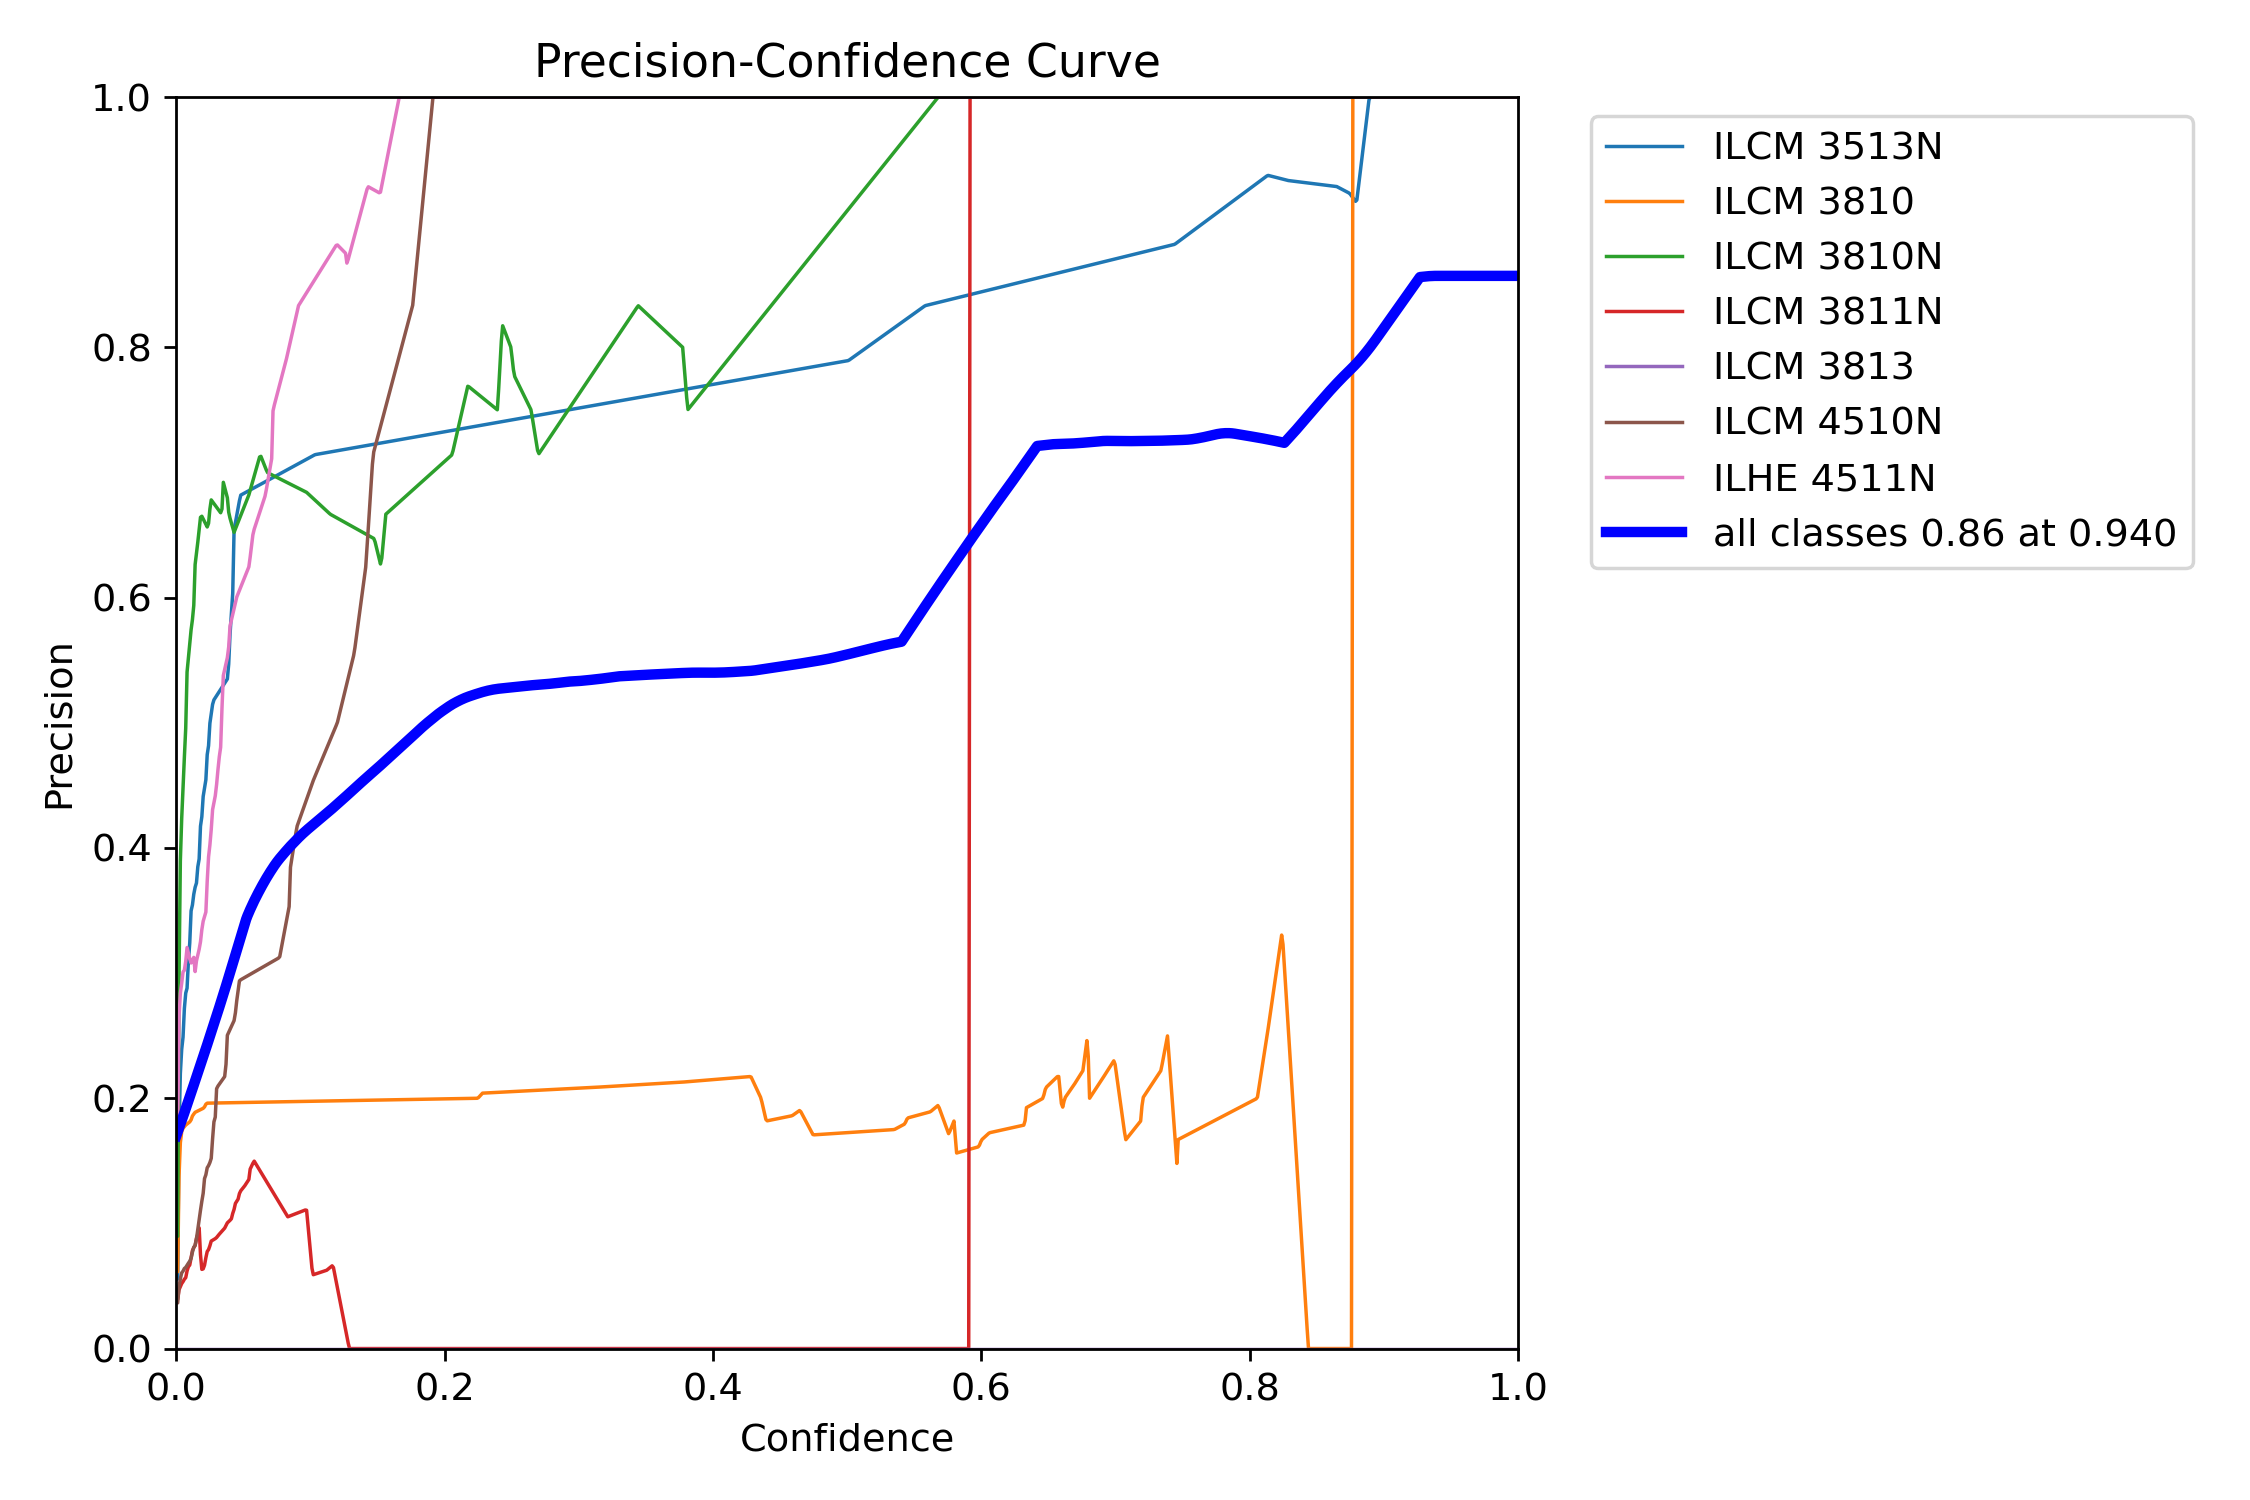 Precision-Confidence Curve
1.0
0.8
0.6
0.4
0.2
0.0
Precision
0.0 0.2 0.4 0.6 0.8 1.0
Confidence
ILCM 3513N
ILCM 3810
ILCM 3810N
ILCM 3811N
ILCM 3813
ILCM 4510N
ILHE 4511N
all classes 0.86 at 0.940